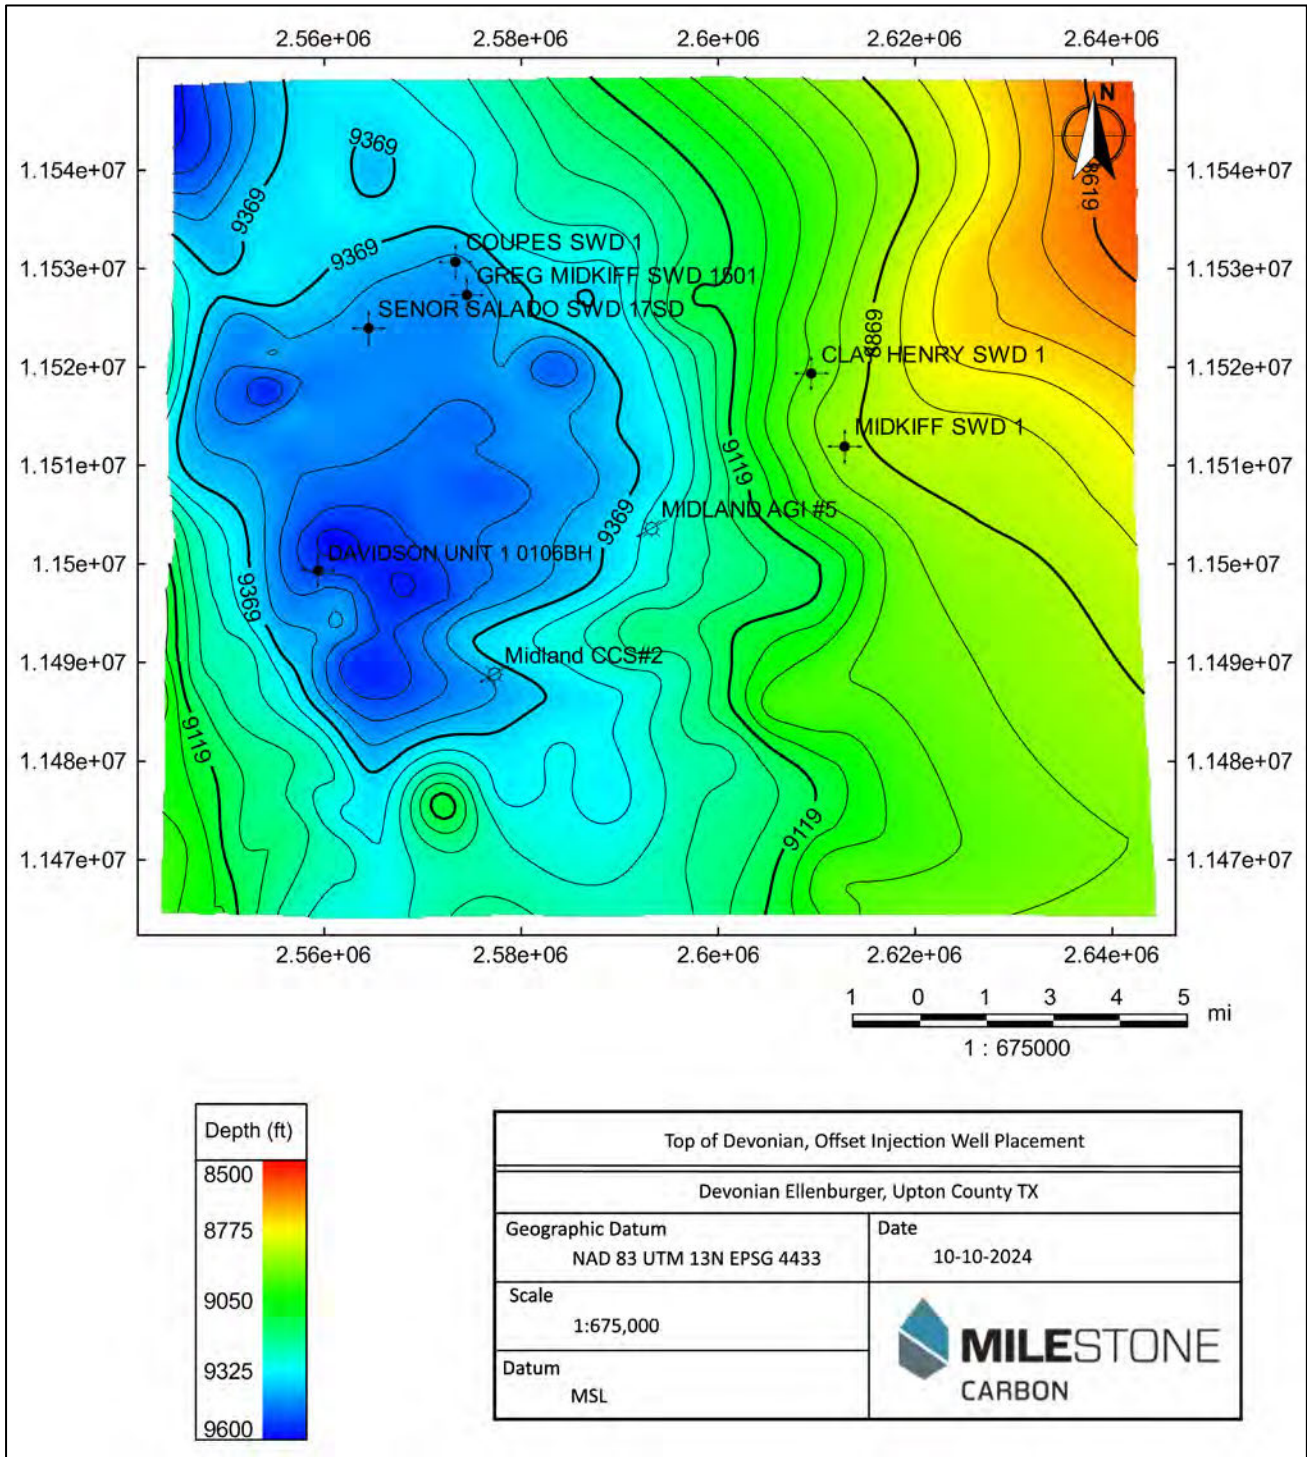 2.56e+06 2.58e+06 2.6e+06 2.62e+06 2.64e+06
N
1.154e+07 9369 8619 1.154e+07
9369
9369 COUPES SWD 1
1.153e+07 GREG MIDKIFF SWD 1501 1.153e+07
SENOR SALADO SWD 17SD
8869
1.152e+07 CLAY HENRY SWD 1 1.152e+07
MIDKIFF SWD 1
1.151e+07 9119 1.151e+07
9369 MIDLAND AGI #5
1.15e+07 DAVIDSON UNIT 1 0106BH 1.15e+07
9369
1.149e+07 Midland CCS#2 1.149e+07
9119
1.148e+07 1.148e+07
9119
1.147e+07 1.147e+07
2.56e+06 2.58e+06 2.6e+06 2.62e+06 2.64e+06
1 0 1 3 4 5 mi
1 : 675000
Depth (ft)
8500
8775
9050
9325
9600
Top of Devonian, Offset Injection Well Placement
Devonian Ellenburger, Upton County TX
Geographic Datum
NAD 83 UTM 13N EPSG 4433
Date
10-10-2024
Scale
1:675,000
Datum
MSL
MILESTONE
CARBON